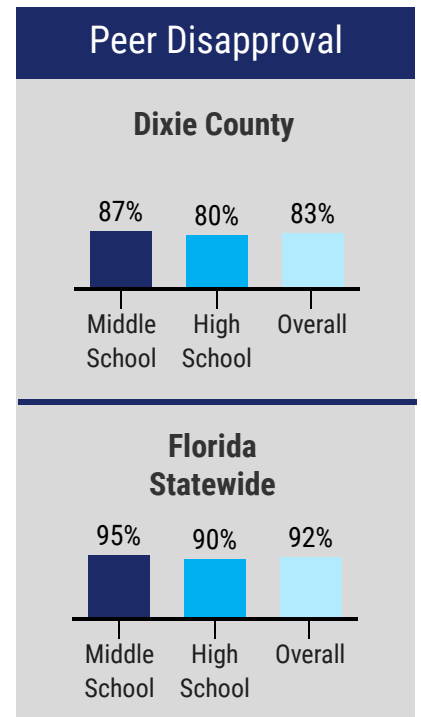 Peer Disapproval
Dixie County
87% 80% 83%
Middle High Overall
School School
Florida
Statewide
95% 90% 92%
Middle High Overall
School School